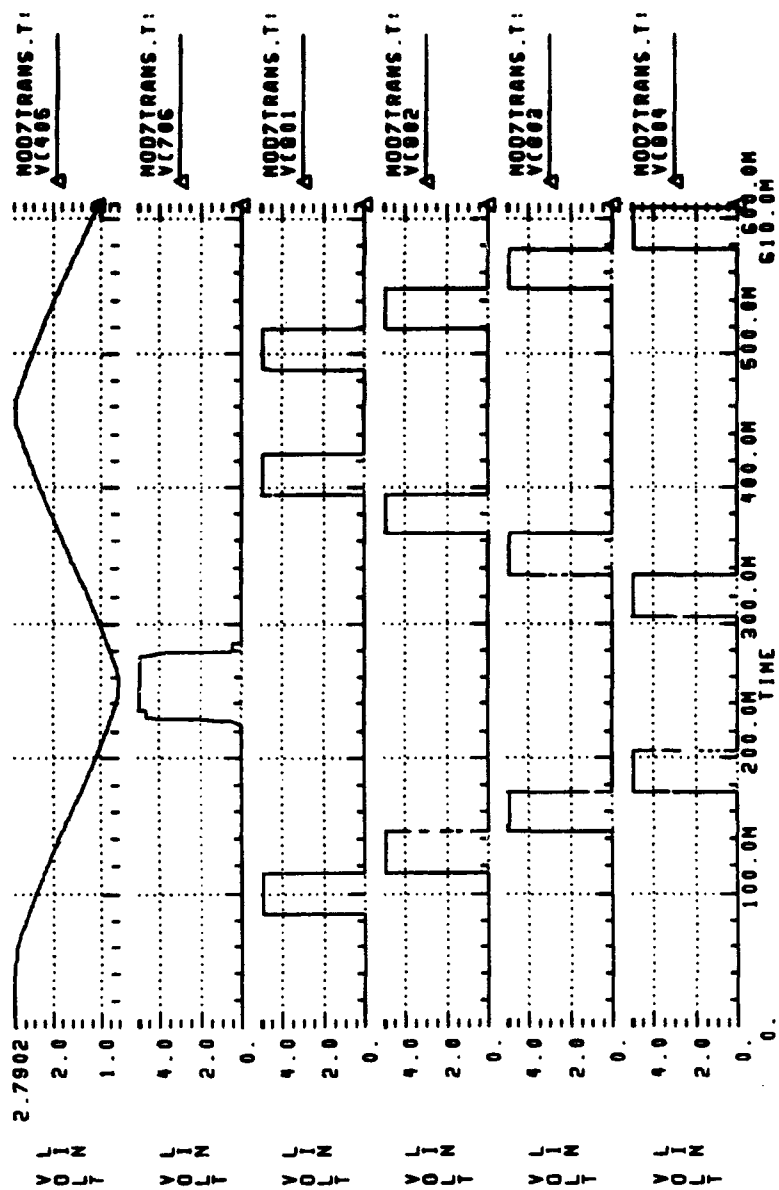 MOD7TRANS.T:
V(405
MOD7TRANS.T:
V(706
MOD7TRANS.T:
V(801
MOD7TRANS.T:
V(802
MOD7TRANS.T:
V(803
MOD7TRANS.T:
V(804
2.7902
2.0
1.0
VOLT LIN
4.0
2.0
0.
VOLT LIN
4.0
2.0
0.
VOLT LIN
4.0
2.0
0.
VOLT LIN
4.0
2.0
0.
VOLT LIN
4.0
2.0
0.
VOLT LIN
0.
100.0M
200.0M
300.0M
400.0M
500.0M
600.0M
610.0M
TIME